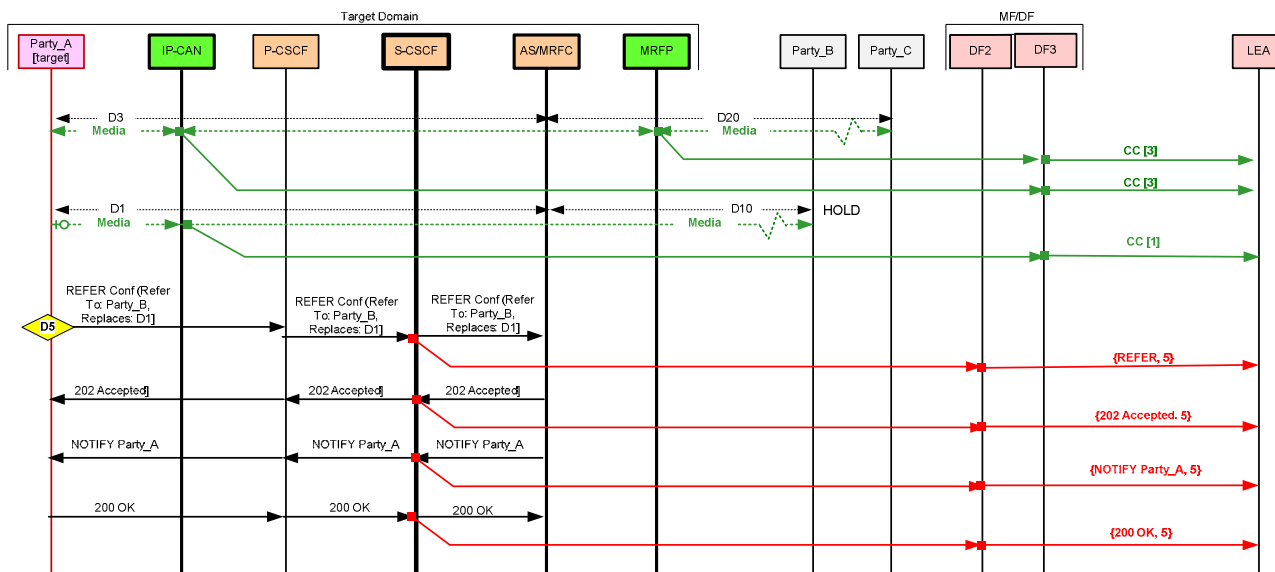 Target Domain
MF/DF
Party_A
[target]
IP-CAN
P-CSCF
S-CSCF
AS/MRFC
MRFP
Party_B
Party_C
DF2
DF3
LEA
D3
D20
Media
Media
CC [3]
CC [3]
D1
D10
HOLD
Media
Media
CC [1]
REFER Conf (Refer
To: Party_B,
Replaces: D1]
REFER Conf (Refer
To: Party_B,
Replaces: D1]
REFER Conf (Refer
To: Party_B,
Replaces: D1]
D5
{REFER, 5}
202 Accepted]
202 Accepted]
202 Accepted]
{202 Accepted. 5}
NOTIFY Party_A
NOTIFY Party_A
NOTIFY Party_A
{NOTIFY Party_A, 5}
200 OK
200 OK
200 OK
{200 OK, 5}